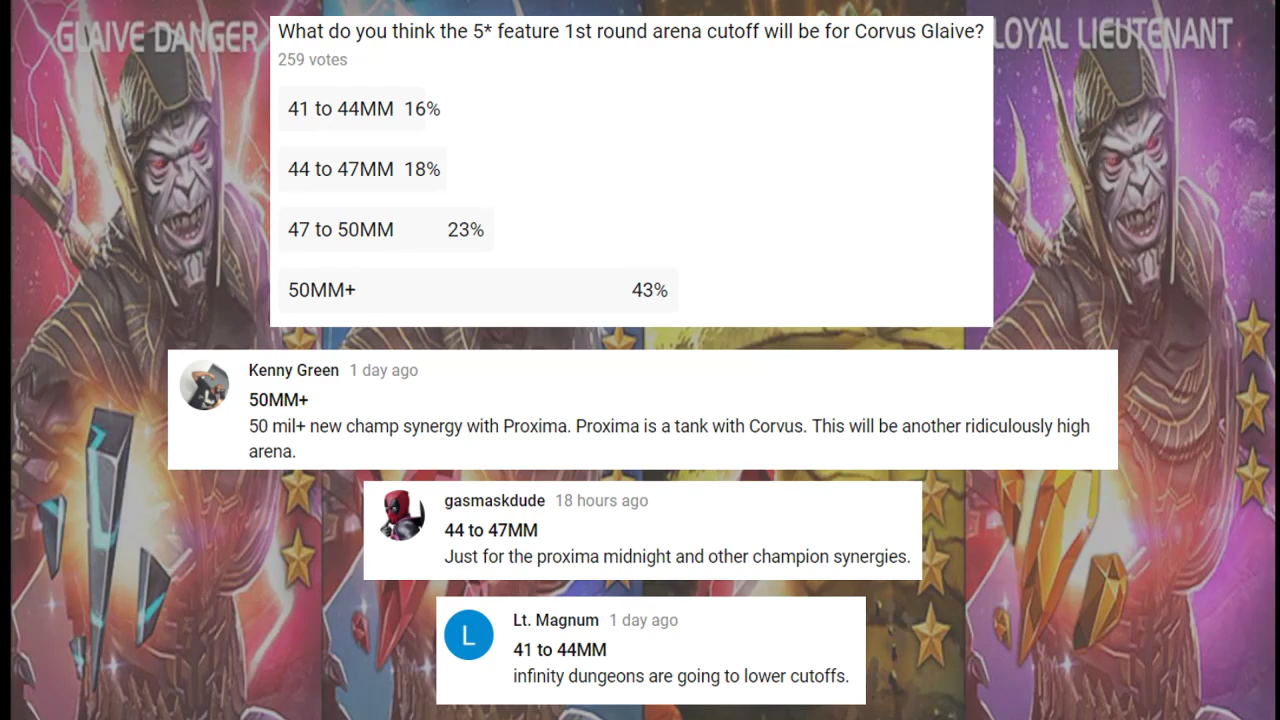 GLAIVE DANGER
LOYAL LIEUTENANT
What do you think the 5* feature 1st round arena cutoff will be for Corvus Glaive?
259 votes
41 to 44MM 16%
44 to 47MM 18%
47 to 50MM 23%
50MM+ 43%
Kenny Green 1 day ago
50MM+
50 mil+ new champ synergy with Proxima. Proxima is a tank with Corvus. This will be another ridiculously high
arena.
gasmaskdude 18 hours ago
44 to 47MM
Just for the proxima midnight and other champion synergies.
L
Lt. Magnum 1 day ago
41 to 44MM
infinity dungeons are going to lower cutoffs.